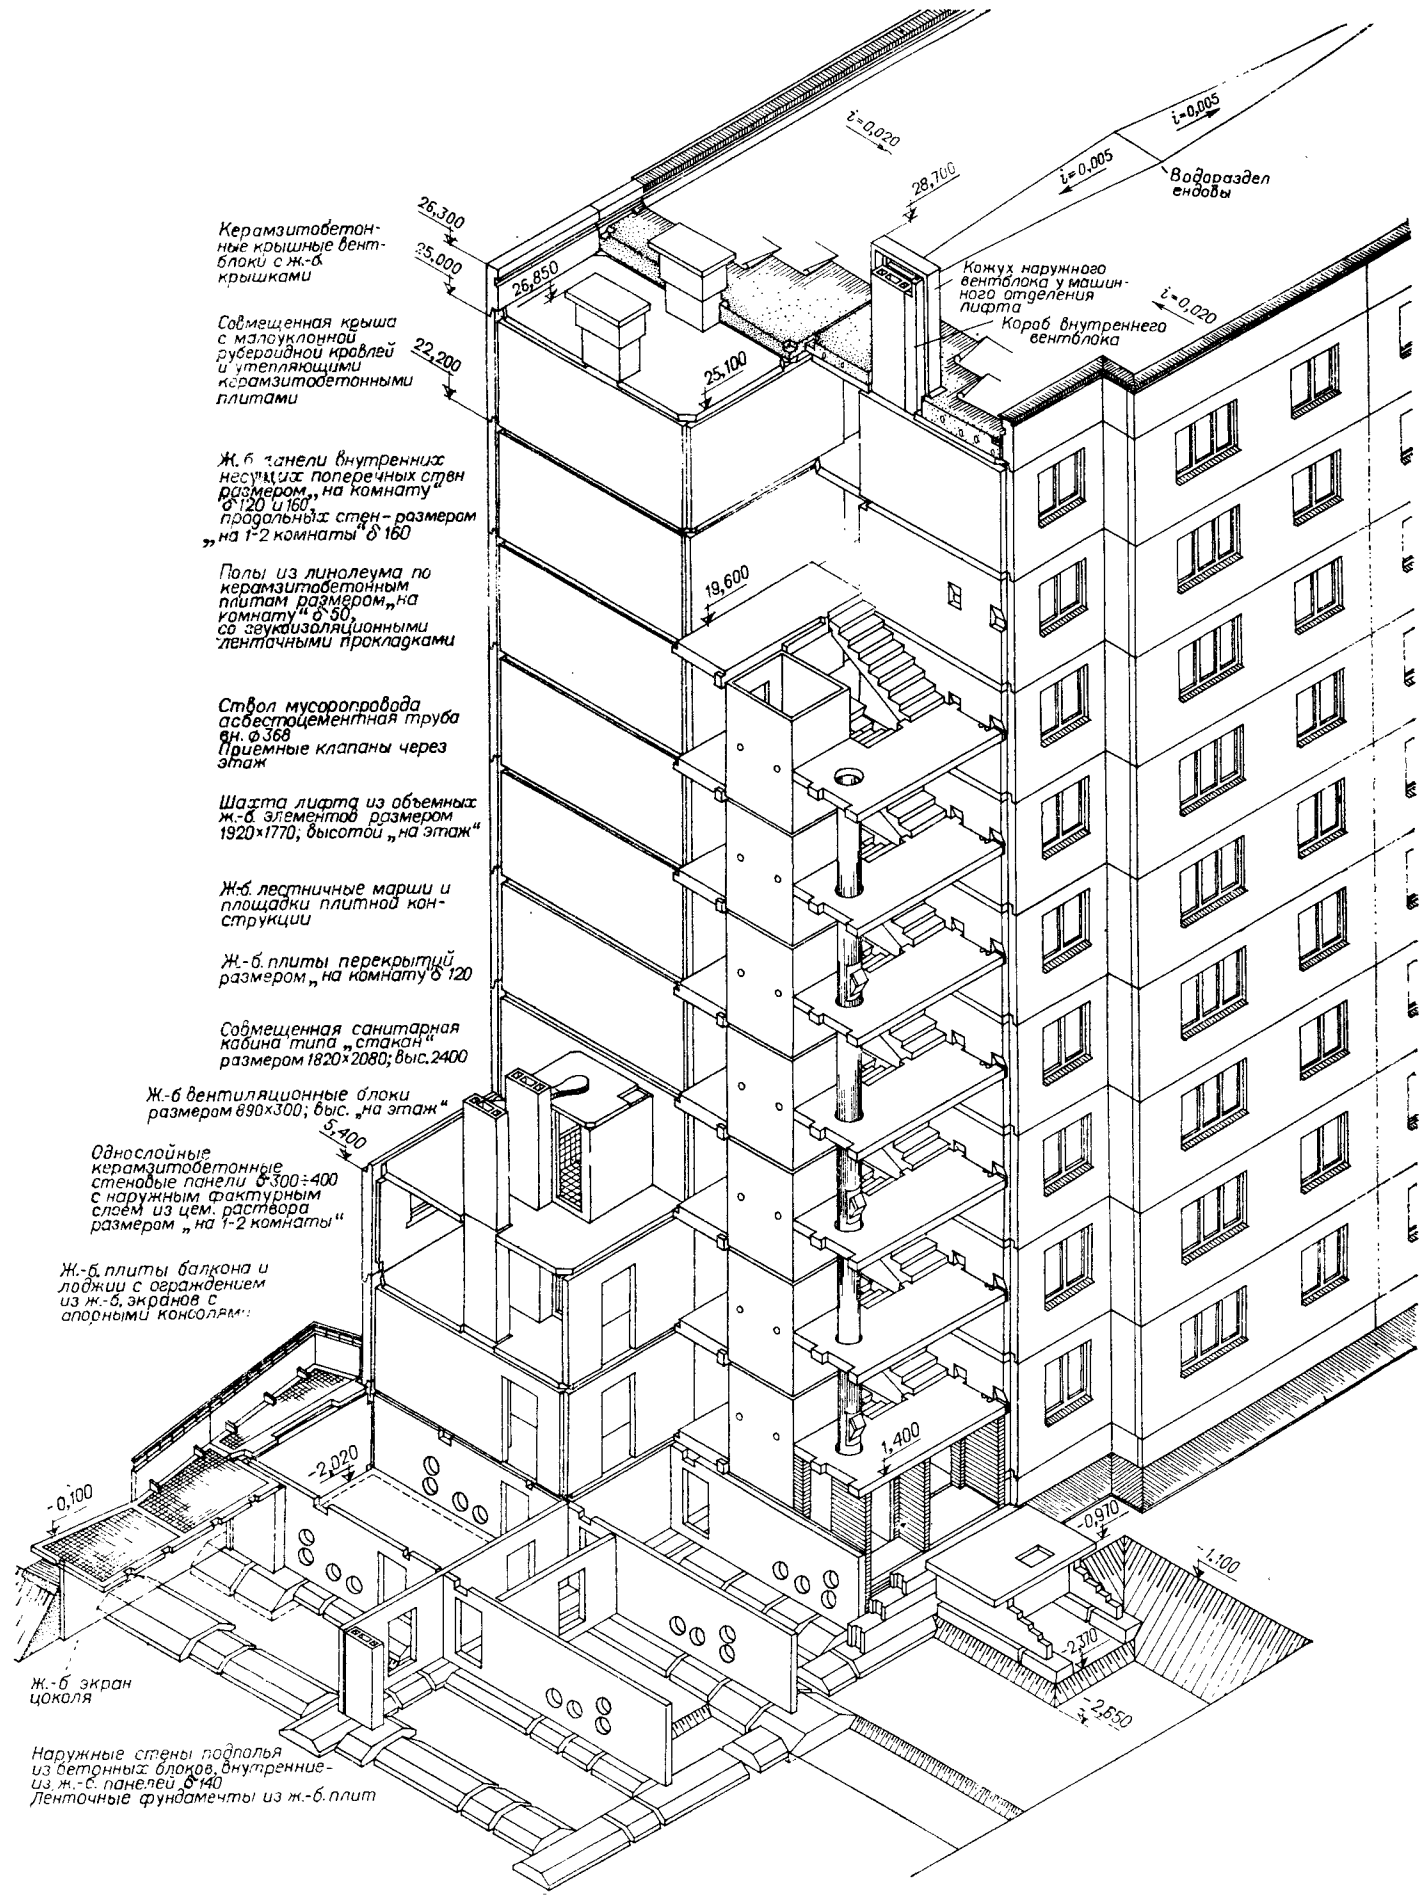 i=0,020
i=0,005
i=0,005
Водораздел
ендовы
28,700
26,300
25,000
26,850
Керамзитобетон-
ные крышные вент-
блоки с ж.-б.
крышками
Кожух наружного
вентблока у машин-
ного отделения
лифта
Короб внутреннего
вентблока
i=0,020
Совмещенная крыша
с малоуклонной
рубероидной кровлей
и утепляющими
керамзитобетонными
плитами
22,200
25,100
Ж.б. панели внутренних
несущих поперечных стен
размером „на комнату“
δ 120 и 160,
продольных стен-размером
„на 1-2 комнаты“ δ 160
Полы из линолеума по
керамзитобетонным
плитам размером „на
комнату“ δ 50,
со звукоизоляционными
ленточными прокладками
19,600
Ствол мусоропровода
асбестоцементная труба
вн. ϕ 368
Приемные клапаны через
этаж
Шахта лифта из объемных
ж.-б. элементов размером
1920×1770; высотой „на этаж“
Ж-б. лестничные марши и
площадки плитной кон-
струкции
Ж.-б. плиты перекрытий
размером „на комнату“ δ 120
Совмещенная санитарная
кабина типа „стакан“
размером 1820×2080; выс. 2400
Ж.-б вентиляционные блоки
размером 890×300; выс. „на этаж“
5,400
Однослойные
керамзитобетонные
стеновые панели δ 300÷400
с наружным фактурным
слоем из цем. раствора
размером „на 1-2 комнаты“
Ж.-б. плиты балкона и
лоджии с ограждением
из ж.-б. экранов с
опорными консолями
1,400
-2,020
-0,100
-0,970
-1,100
-2,370
-2,650
Ж.-б экран
цоколя
Наружные стены подполья
из бетонных блоков, внутренние-
из ж.-б. панелей δ 140
Ленточные фундаменты из ж.-б. плит